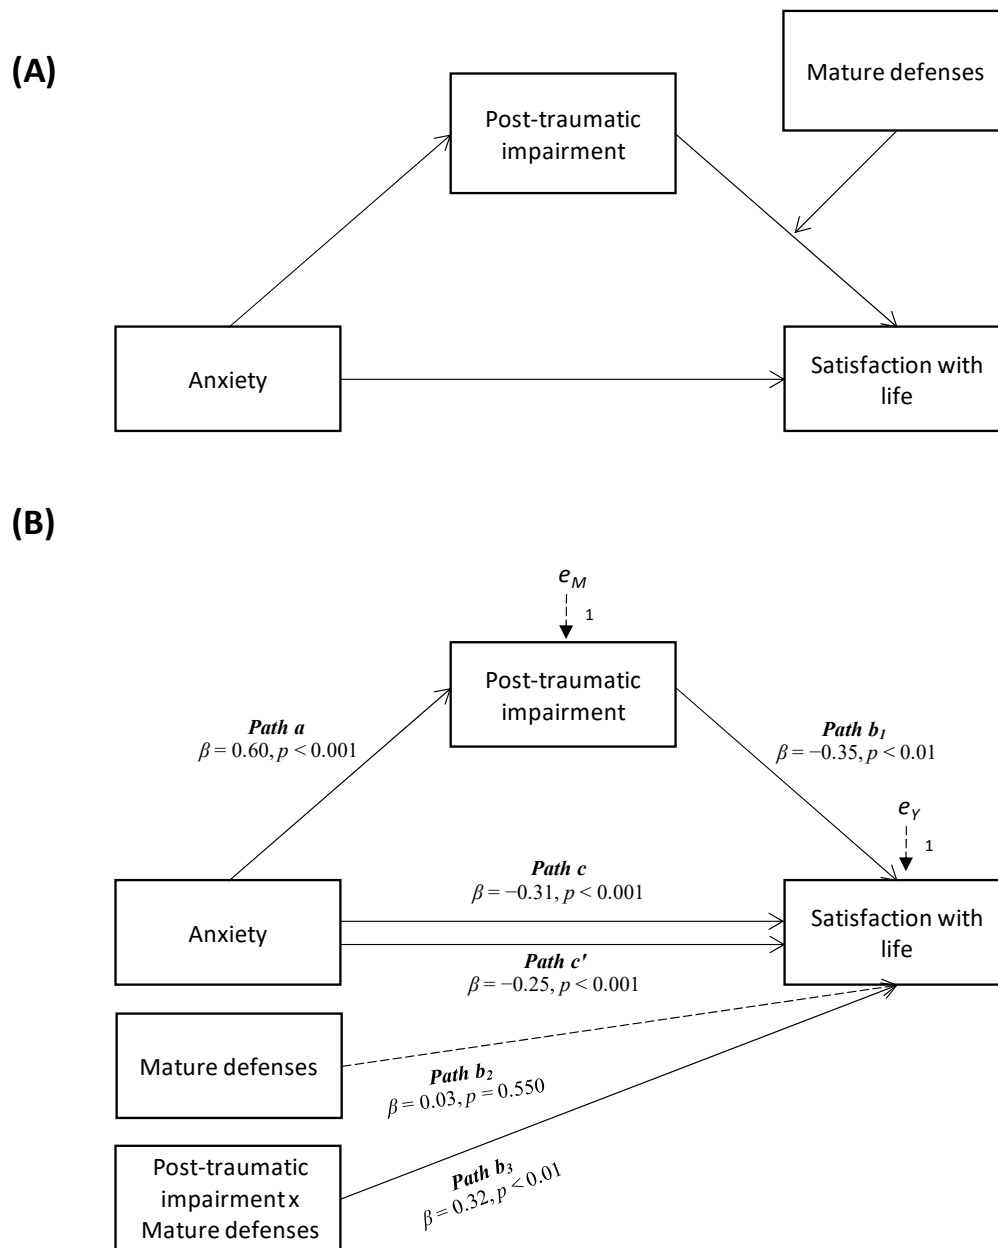 (A)
Mature defenses
Post-traumatic
impairment
Anxiety
Satisfaction with
life
(B)
e_M
1
Post-traumatic
impairment
Path a
β = 0.60, p < 0.001
Path b₁
β = −0.35, p < 0.01
e_Y
1
Path c
β = −0.31, p < 0.001
Anxiety
Satisfaction with
life
Path c'
β = −0.25, p < 0.001
Mature defenses
Path b₂
β = 0.03, p = 0.550
Post-traumatic
impairment x
Mature defenses
Path b₃
β = 0.32, p < 0.01